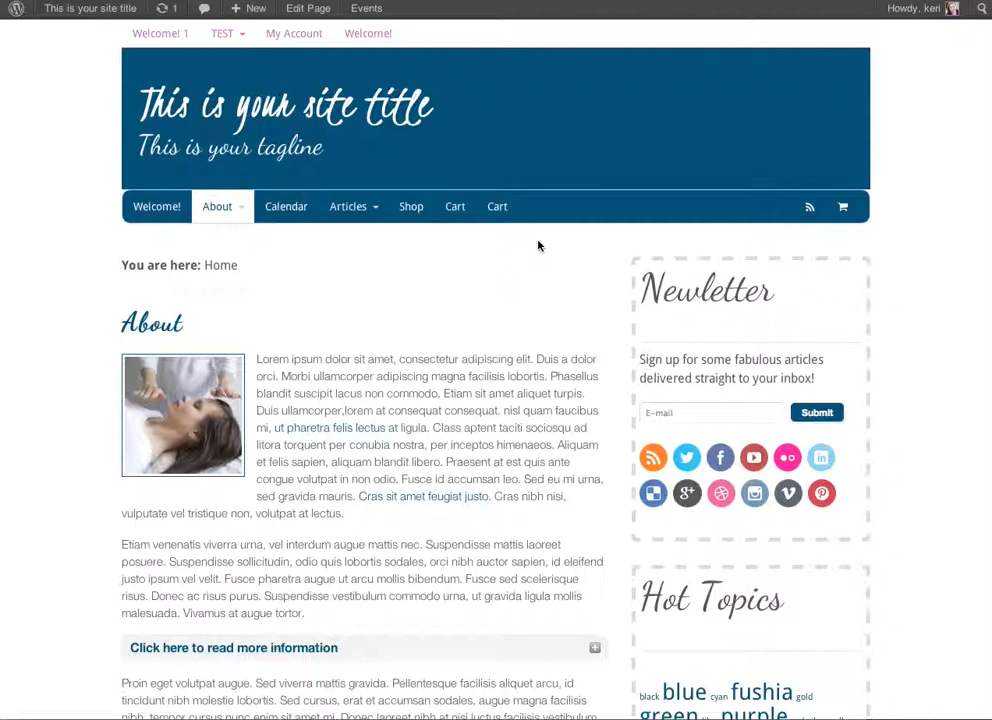 This is your site title 1 New Edit Page Events Howdy, keri
Welcome! 1 TEST My Account Welcome!
This is your site title
This is your tagline
Welcome! About Calendar Articles Shop Cart Cart
You are here: Home
About
Lorem ipsum dolor sit amet, consectetur adipiscing elit. Duis a dolor
orci. Morbi ullamcorper adipiscing magna facilisis lobortis. Phasellus
blandit suscipit lacus non commodo. Etiam sit amet aliquet turpis.
Duis ullamcorper,lorem at consequat consequat, nisl quam faucibus
mi, ut pharetra felis lectus at ligula. Class aptent taciti sociosqu ad
litora torquent per conubia nostra, per inceptos himenaeos. Aliquam
et felis sapien, aliquam blandit libero. Praesent at est quis ante
congue volutpat in non odio. Fusce id accumsan leo. Sed eu mi urna,
sed gravida mauris. Cras sit amet feugiat justo. Cras nibh nisi,
vulputate vel tristique non, volutpat at lectus.
Etiam venenatis viverra urna, vel interdum augue mattis nec. Suspendisse mattis laoreet
posuere. Suspendisse sollicitudin, odio quis lobortis sodales, orci nibh auctor sapien, id eleifend
justo ipsum vel velit. Fusce pharetra augue ut arcu mollis bibendum. Fusce sed scelerisque
risus. Donec ac risus purus. Suspendisse vestibulum commodo urna, ut gravida ligula mollis
malesuada. Vivamus at augue tortor.
Click here to read more information
Proin eget volutpat augue. Sed viverra mattis gravida. Pellentesque facilisis aliquet arcu, id
tincidunt nibh molestie lobortis. Sed cursus, erat et accumsan sodales, augue magna facilisis
Newletter
Sign up for some fabulous articles
delivered straight to your inbox!
E-mail Submit
Hot Topics
black blue cyan fushia gold
green purple